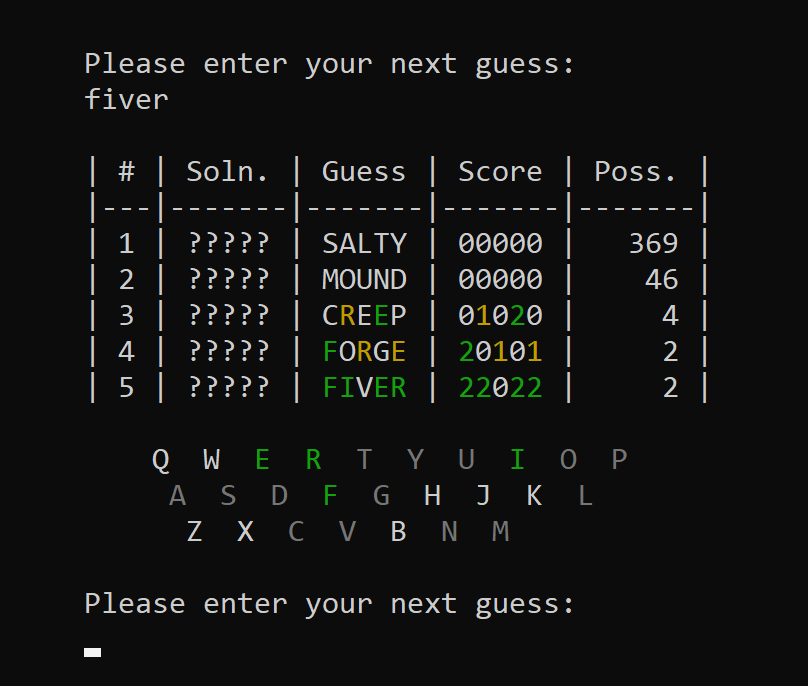 Please enter your next guess:
fiver
| # | Soln. | Guess | Score | Poss. |
|---|-------|-------|-------|-------|
| 1 | ????? | SALTY | 00000 | 369 |
| 2 | ????? | MOUND | 00000 | 46 |
| 3 | ????? | CREEP | 01020 | 4 |
| 4 | ????? | FORGE | 20101 | 2 |
| 5 | ????? | FIVER | 22022 | 2 |
Q W E R T Y U I O P
A S D F G H J K L
Z X C V B N M
Please enter your next guess: